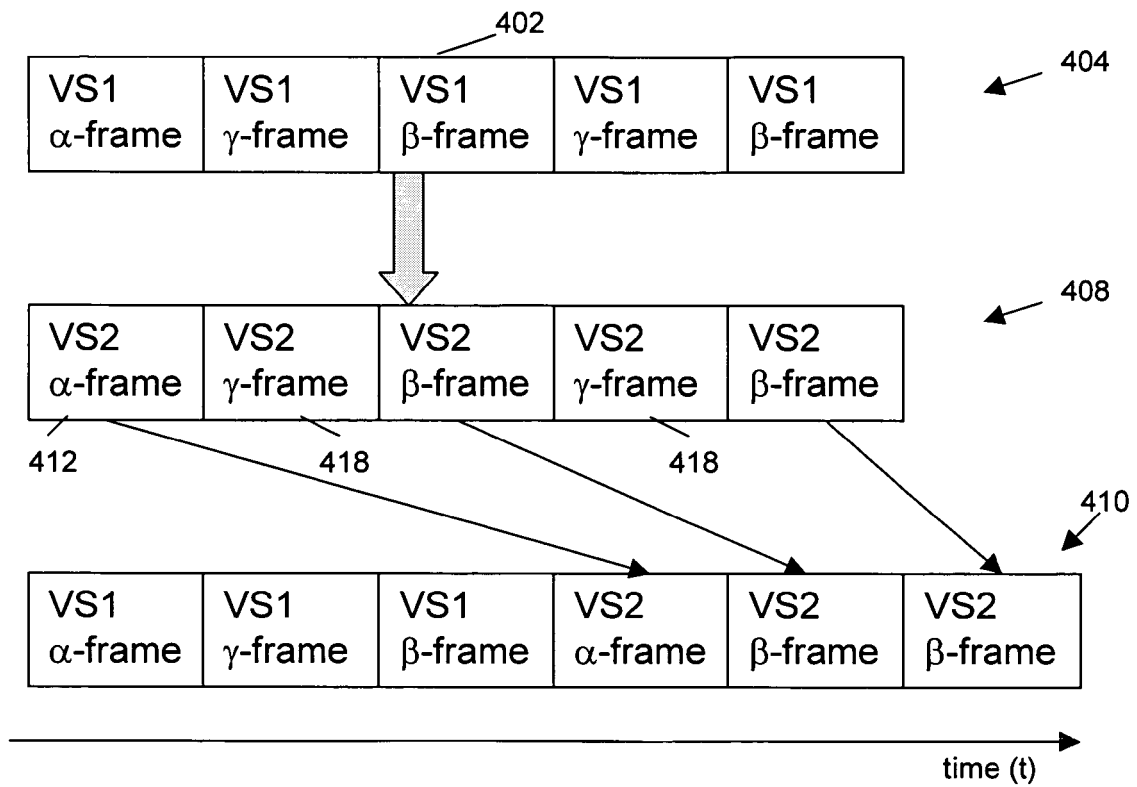 402
404
VS1 VS1 VS1 VS1 VS1
α-frame γ-frame β-frame γ-frame β-frame
408
VS2 VS2 VS2 VS2 VS2
α-frame γ-frame β-frame γ-frame β-frame
412 418 418
410
VS1 VS1 VS1 VS2 VS2 VS2
α-frame γ-frame β-frame α-frame β-frame β-frame
time (t)